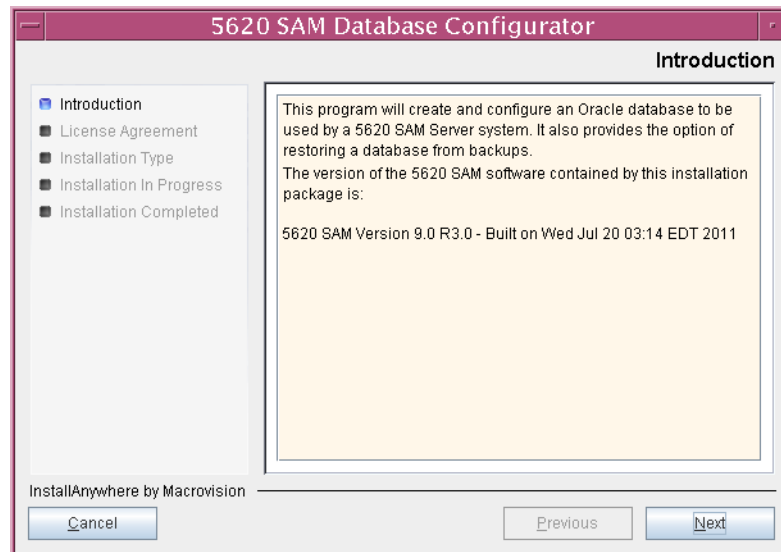 5620 SAM Database Configurator
Introduction
Introduction
License Agreement
Installation Type
Installation In Progress
Installation Completed
This program will create and configure an Oracle database to be
used by a 5620 SAM Server system. It also provides the option of
restoring a database from backups.
The version of the 5620 SAM software contained by this installation
package is:
5620 SAM Version 9.0 R3.0 - Built on Wed Jul 20 03:14 EDT 2011
InstallAnywhere by Macrovision
Cancel
Previous
Next